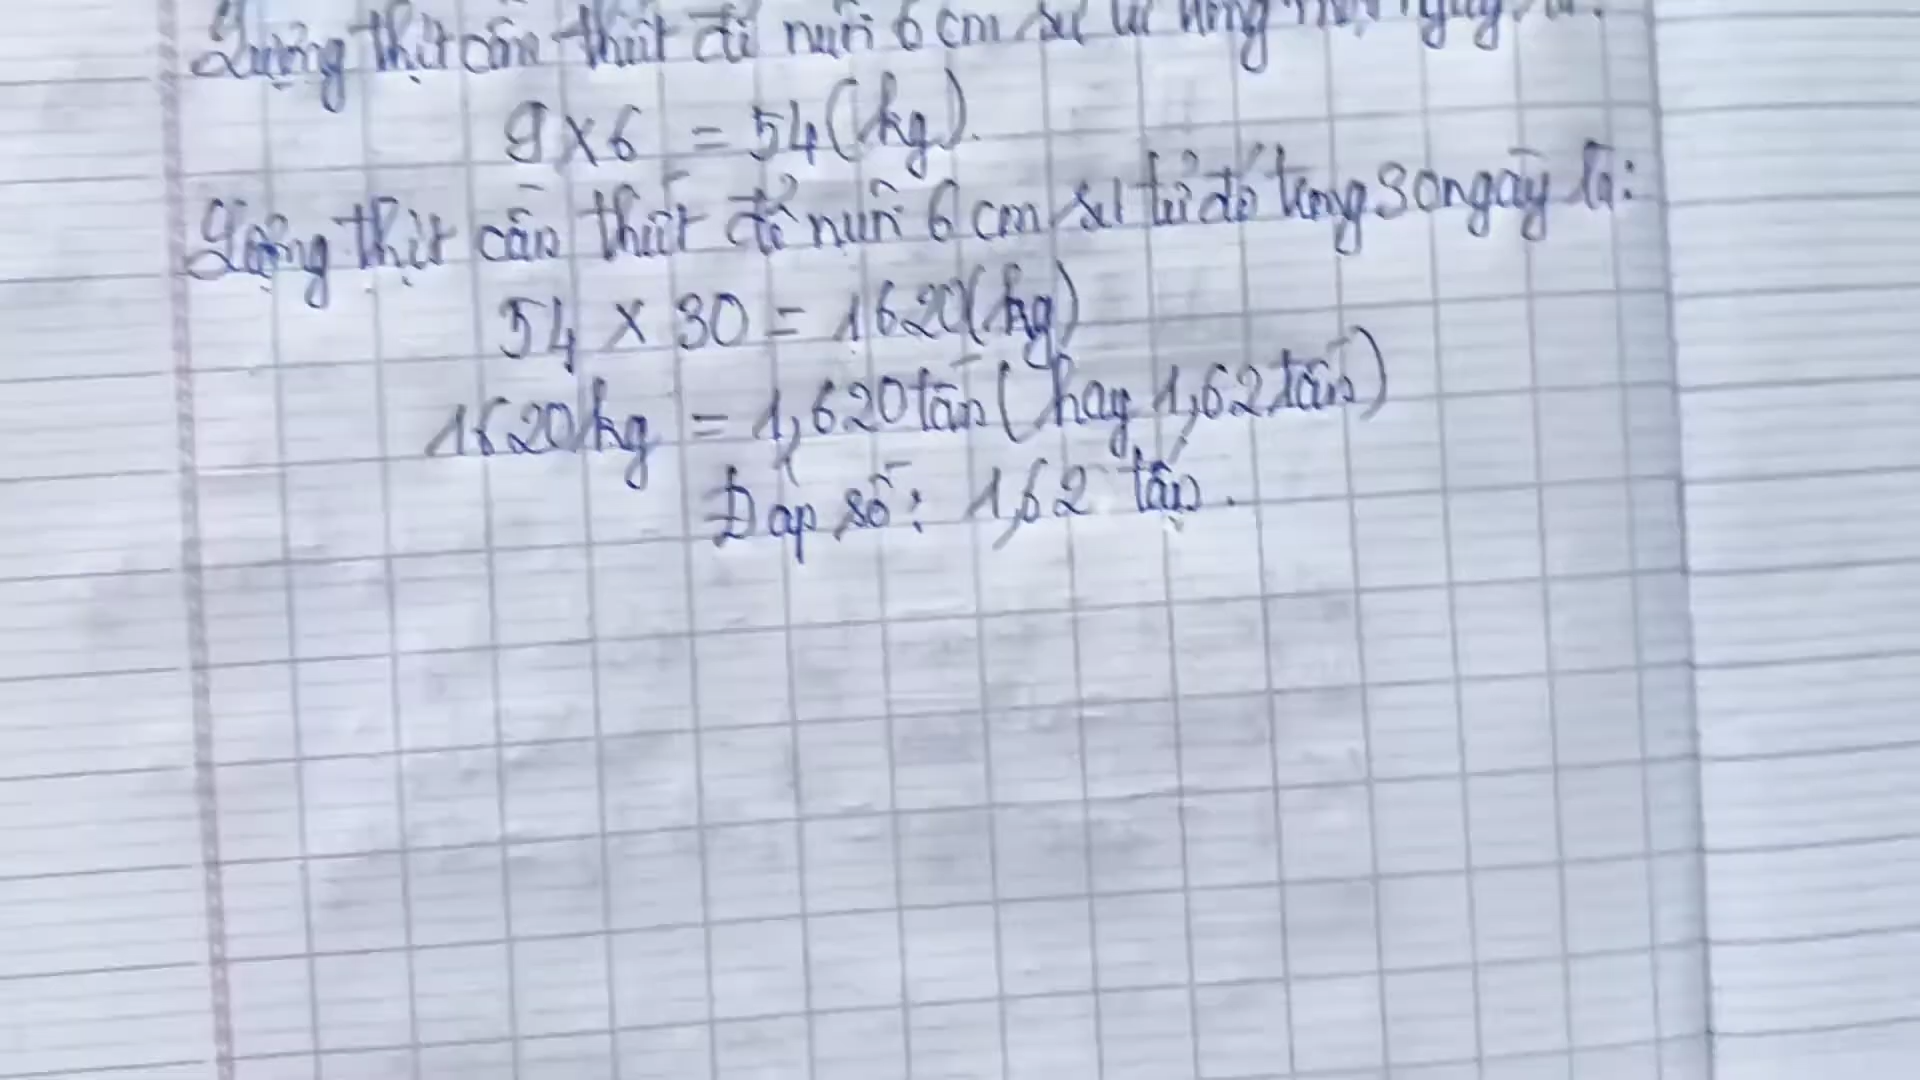 Lượng thịt cần thiết để nuôi 6 con sư tử
9 x 6 = 54 (kg).
Lượng thịt cần thiết để nuôi 6 con sư tử đó trong 30 ngày là:
54 x 30 = 1620 (kg)
1620 kg = 1,620 tấn (hay 1,62 tấn)
Đáp số: 1,62 tấn.